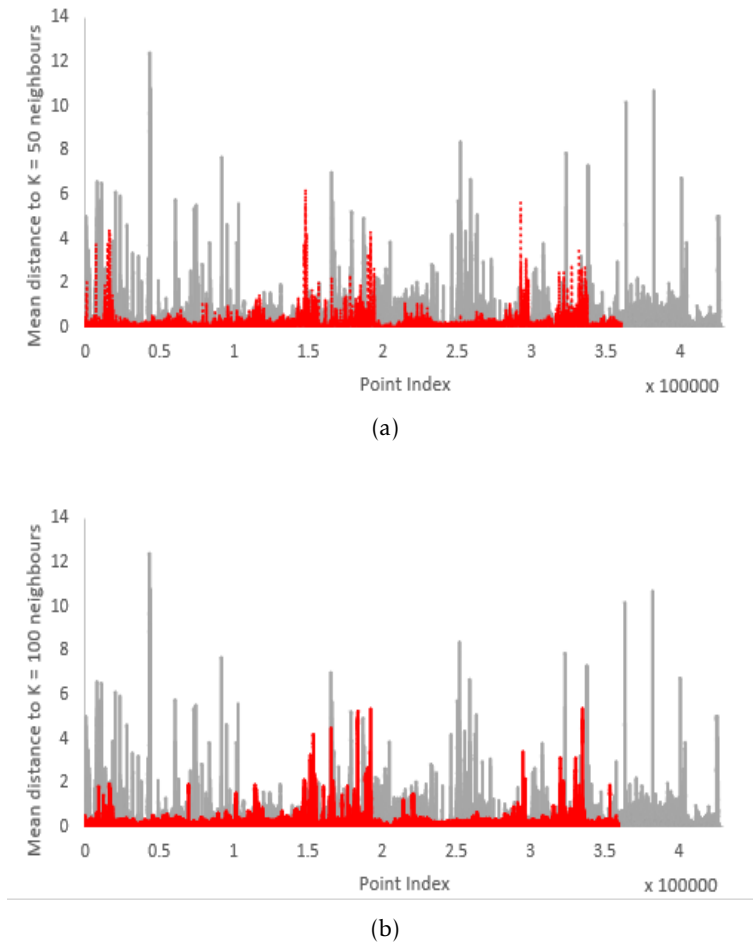 Mean distance to K = 50 neighbours
14
12
10
8
6
4
2
0
0 0.5 1 1.5 2 2.5 3 3.5 4
Point Index x 100000
(a)
Mean distance to K = 100 neighbours
14
12
10
8
6
4
2
0
0 0.5 1 1.5 2 2.5 3 3.5 4
Point Index x 100000
(b)